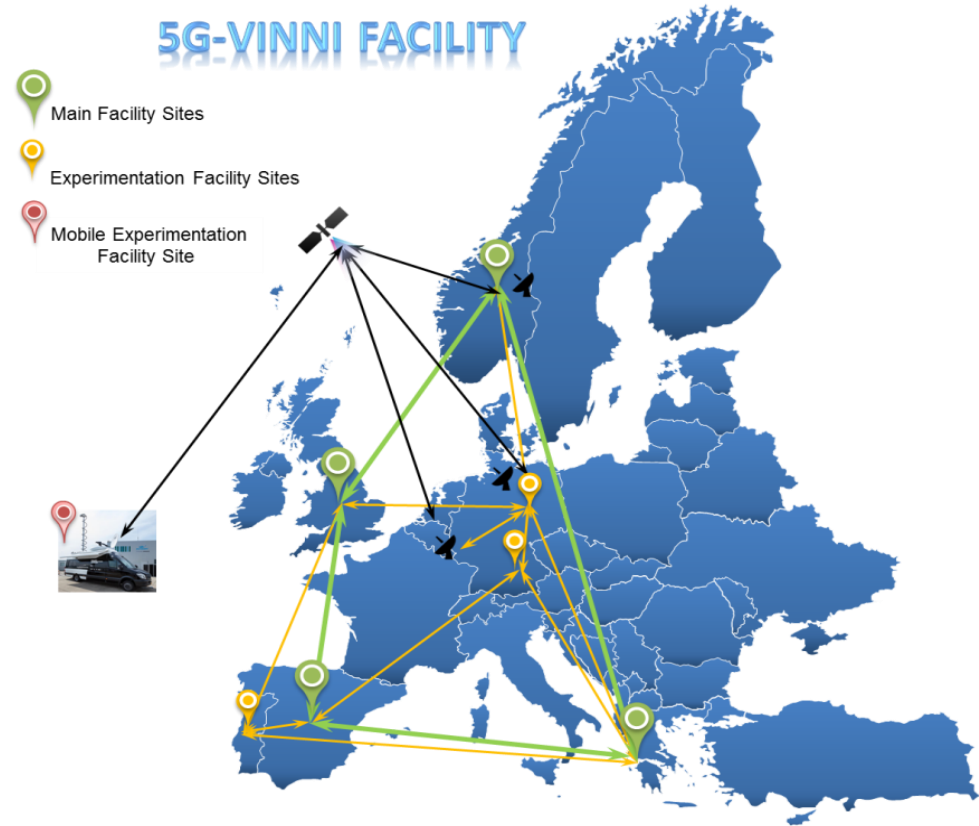 5G-VINNI FACILITY
Main Facility Sites
Experimentation Facility Sites
Mobile Experimentation
Facility Site